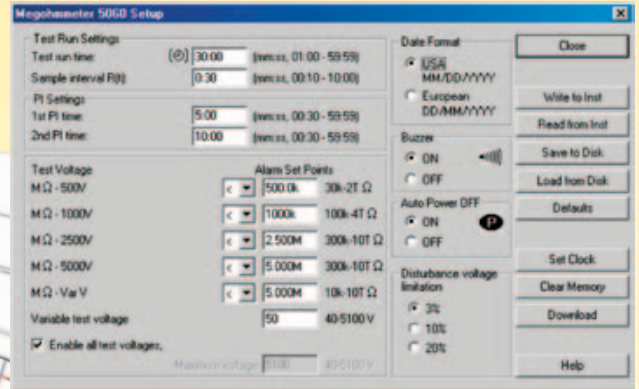 Megohmmeter 5060 Setup
Test Run Settings
Test run time: 30:00 (mm:ss, 01:00 - 59:59)
Sample interval R(t): 0:30 (mm:ss, 00:10 - 10:00)
PI Settings
1st PI time: 5:00 (mm:ss, 00:30 - 59:59)
2nd PI time: 10:00 (mm:ss, 00:30 - 59:59)
Test Voltage Alarm Set Points
MΩ - 500V < 500.0k 30k-2T Ω
MΩ - 1000V < 1000k 100k-4T Ω
MΩ - 2500V < 2.500M 300k-10T Ω
MΩ - 5000V < 5.000M 300k-10T Ω
MΩ - Var V < 5.000M 10k-10T Ω
Variable test voltage 50 40-5100 V
Enable all test voltages.
Maximum voltage 5100 40-5100 V
Date Format
USA
MM/DD/YYYY
European
DD/MM/YYYY
Buzzer
ON
OFF
Auto Power OFF
ON
P
OFF
Disturbance voltage
limitation
3%
10%
20%
Close
Write to Inst
Read from Inst
Save to Disk
Load from Disk
Defaults
Set Clock
Clear Memory
Download
Help